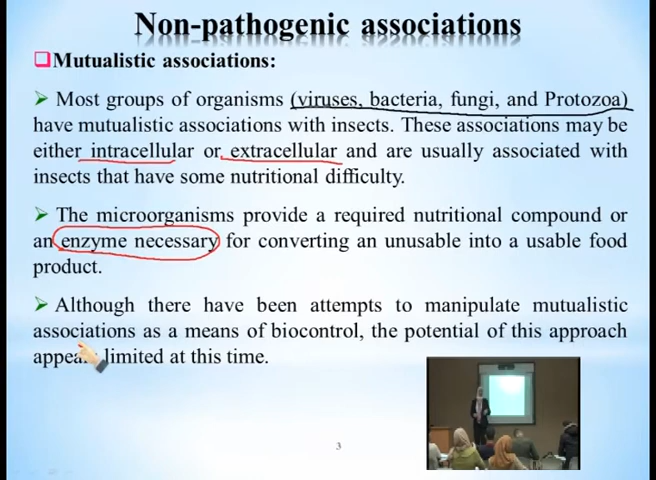 Non-pathogenic associations
Mutualistic associations:
Most groups of organisms (viruses, bacteria, fungi, and Protozoa)
have mutualistic associations with insects. These associations may be
either intracellular or extracellular and are usually associated with
insects that have some nutritional difficulty.
The microorganisms provide a required nutritional compound or
an enzyme necessary for converting an unusable into a usable food
product.
Although there have been attempts to manipulate mutualistic
associations as a means of biocontrol, the potential of this approach
limited at this time.
3